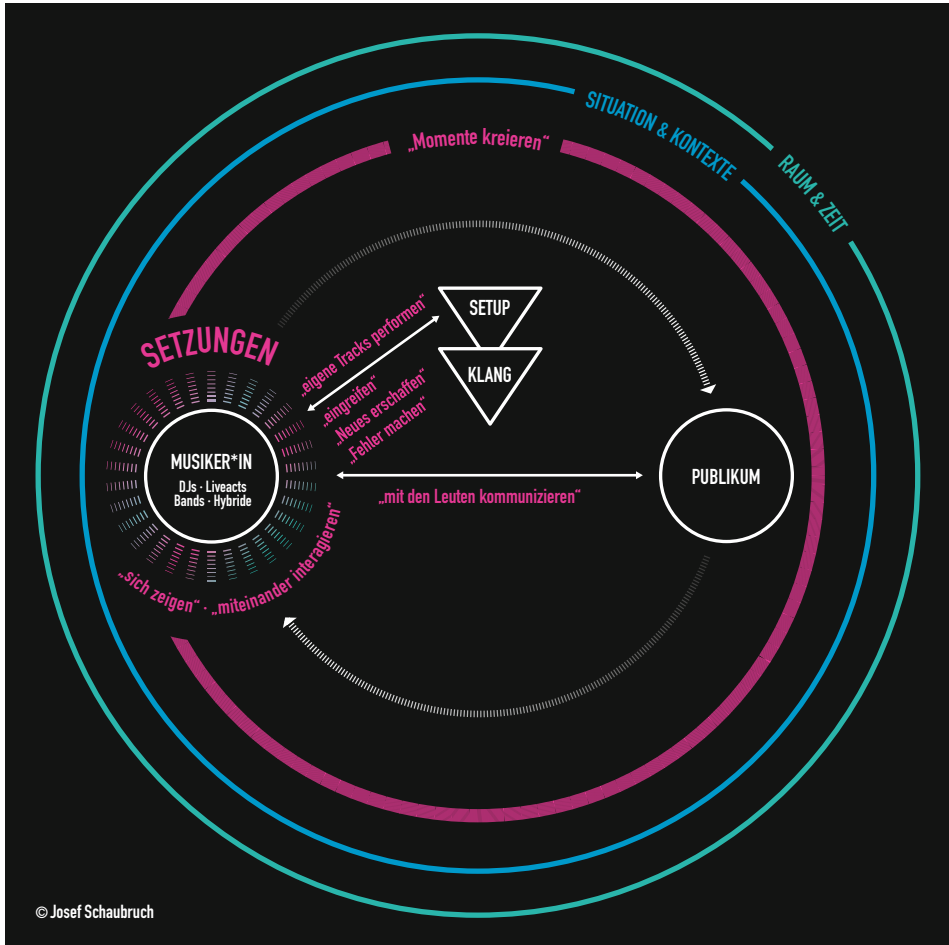 RAUM & ZEIT
SITUATION & KONTEXTE
„Momente kreieren“
SETZUNGEN
SETUP
KLANG
„eigene Tracks performen“
„eingreifen“
„Neues erschaffen“
„Fehler machen“
MUSIKER*IN
DJs · Liveacts
Bands · Hybride
PUBLIKUM
„mit den Leuten kommunizieren“
„sich zeigen“ · „miteinander interagieren“
© Josef Schaubruch